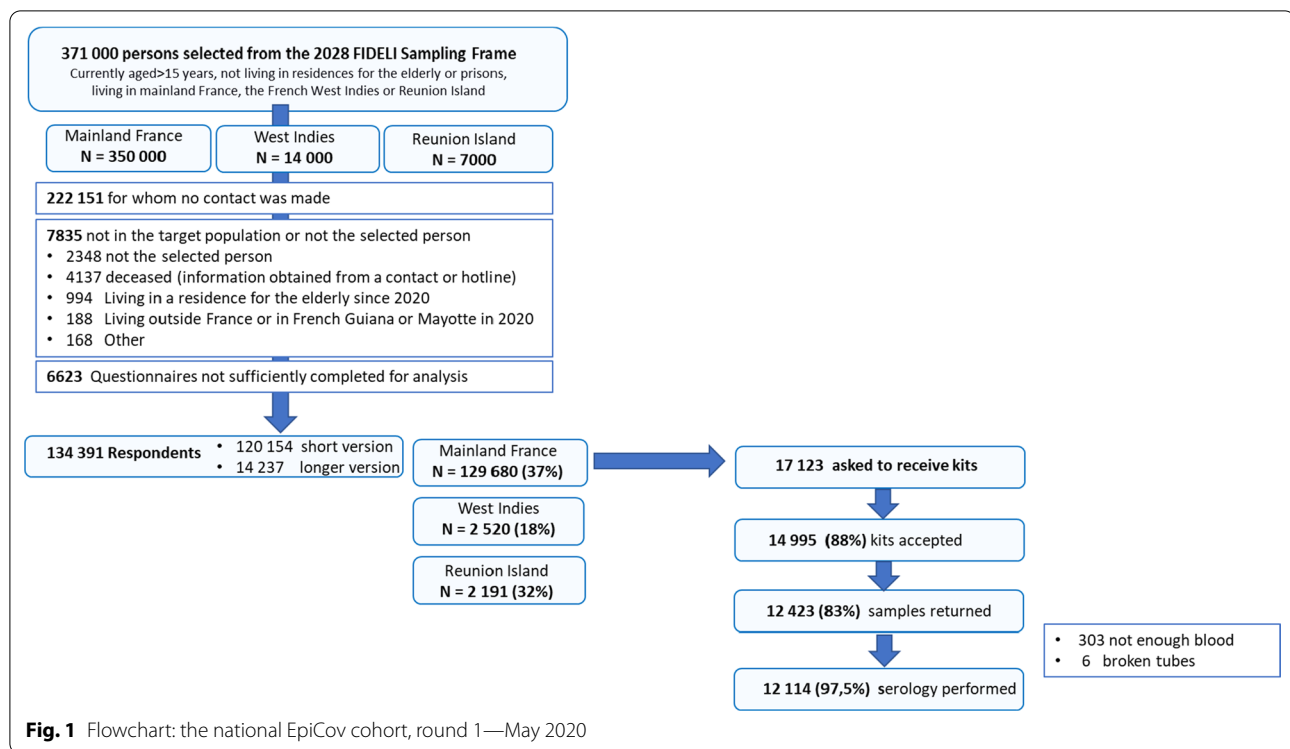 371 000 persons selected from the 2028 FIDELI Sampling Frame
Currently aged>15 years, not living in residences for the elderly or prisons,
living in mainland France, the French West Indies or Reunion Island
Mainland France
N = 350 000
West Indies
N = 14 000
Reunion Island
N = 7000
222 151 for whom no contact was made
7835 not in the target population or not the selected person
• 2348 not the selected person
• 4137 deceased (information obtained from a contact or hotline)
• 994 Living in a residence for the elderly since 2020
• 188 Living outside France or in French Guiana or Mayotte in 2020
• 168 Other
6623 Questionnaires not sufficiently completed for analysis
134 391 Respondents
• 120 154 short version
• 14 237 longer version
Mainland France
N = 129 680 (37%)
West Indies
N = 2 520 (18%)
Reunion Island
N = 2 191 (32%)
17 123 asked to receive kits
14 995 (88%) kits accepted
12 423 (83%) samples returned
• 303 not enough blood
• 6 broken tubes
12 114 (97,5%) serology performed
Fig. 1 Flowchart: the national EpiCov cohort, round 1—May 2020